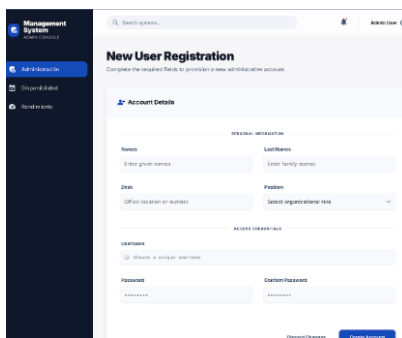 Management
System
ADMIN CONSOLE
Administración
Disponibilidad
Rendimiento
Search systems...
Admin User
New User Registration
Complete the required fields to provision a new administrative account.
Account Details
PERSONAL INFORMATION
Names
Last Names
Enter given names
Enter family names
Desk
Position
Office location or number
Select organizational role
ACCESS CREDENTIALS
Username
Choose a unique username
Password
Confirm Password
Discard Changes
Create Account